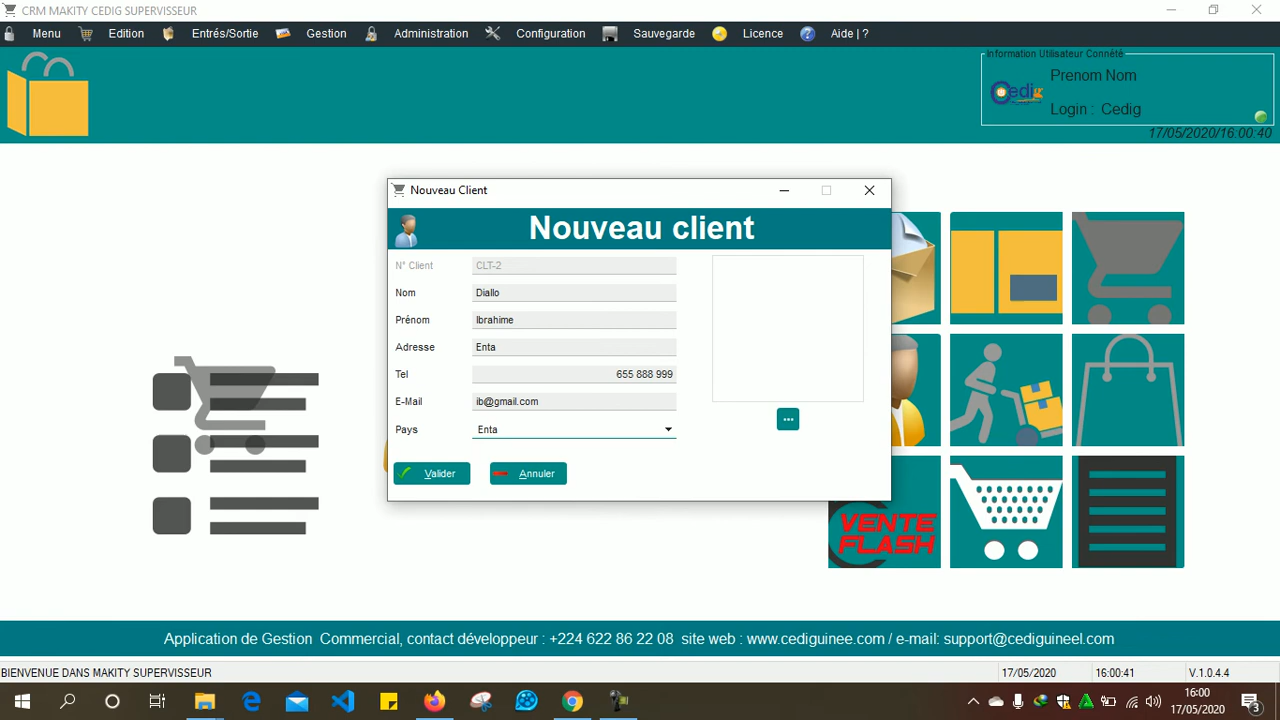 CRM MAKITY CEDIG SUPERVISSEUR
Menu Edition Entrés/Sortie Gestion Administration Configuration Sauvegarde Licence Aide | ?
Information Utilisateur Connèté
Prenom Nom
Cedig
Login : Cedig
17/05/2020/16:00:40
Nouveau Client
Nouveau client
N° Client CLT-2
Nom Diallo
Prénom Ibrahime
Adresse Enta
Tel 655 888 999
E-Mail ib@gmail.com
Pays Enta
...
Valider Annuler
VENTE
FLASH
Application de Gestion Commercial, contact développeur : +224 622 86 22 08 site web : www.cediguinee.com / e-mail: support@cediguineel.com
BIENVENUE DANS MAKITY SUPERVISSEUR 17/05/2020 16:00:41 V.1.0.4.4
16:00
17/05/2020
3